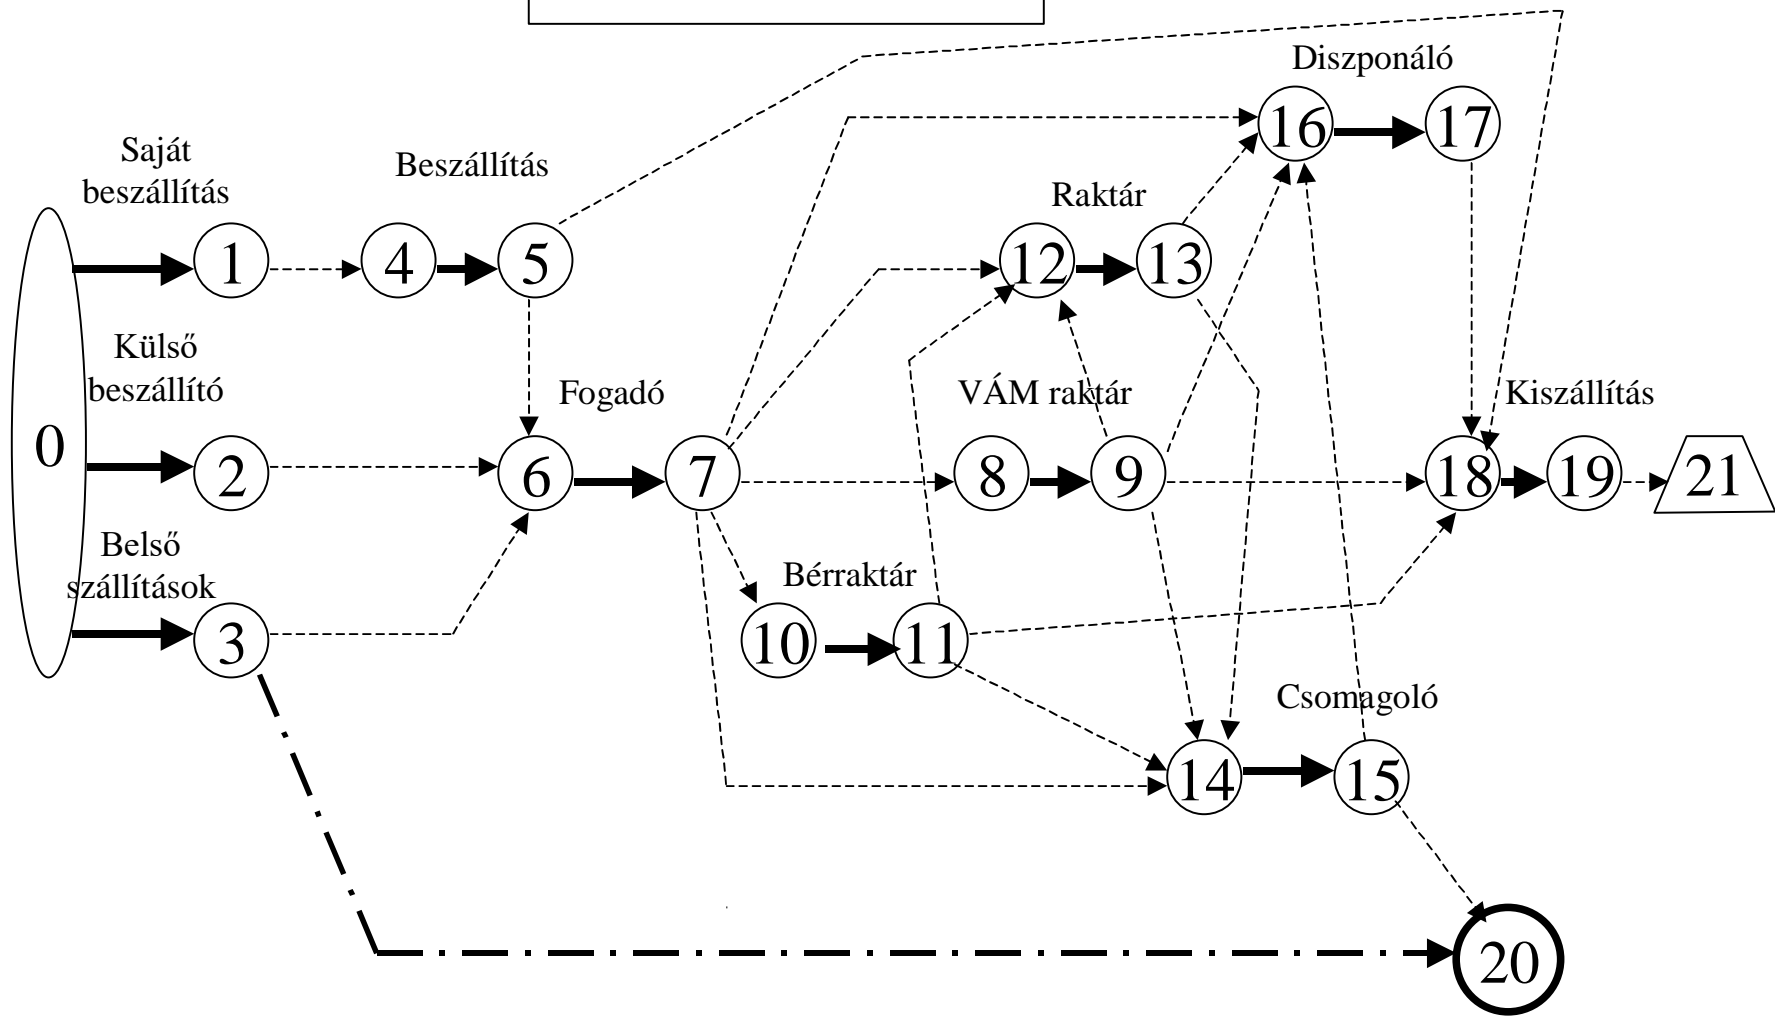 Diszponáló
16
17
Saját
beszállítás
Beszállítás
Raktár
1
4
5
12
13
Külső
beszállító
Fogadó
VÁM raktár
Kiszállítás
0
2
6
7
8
9
18
19
21
Belső
szállítások
Bérraktár
3
10
11
Csomagoló
14
15
20